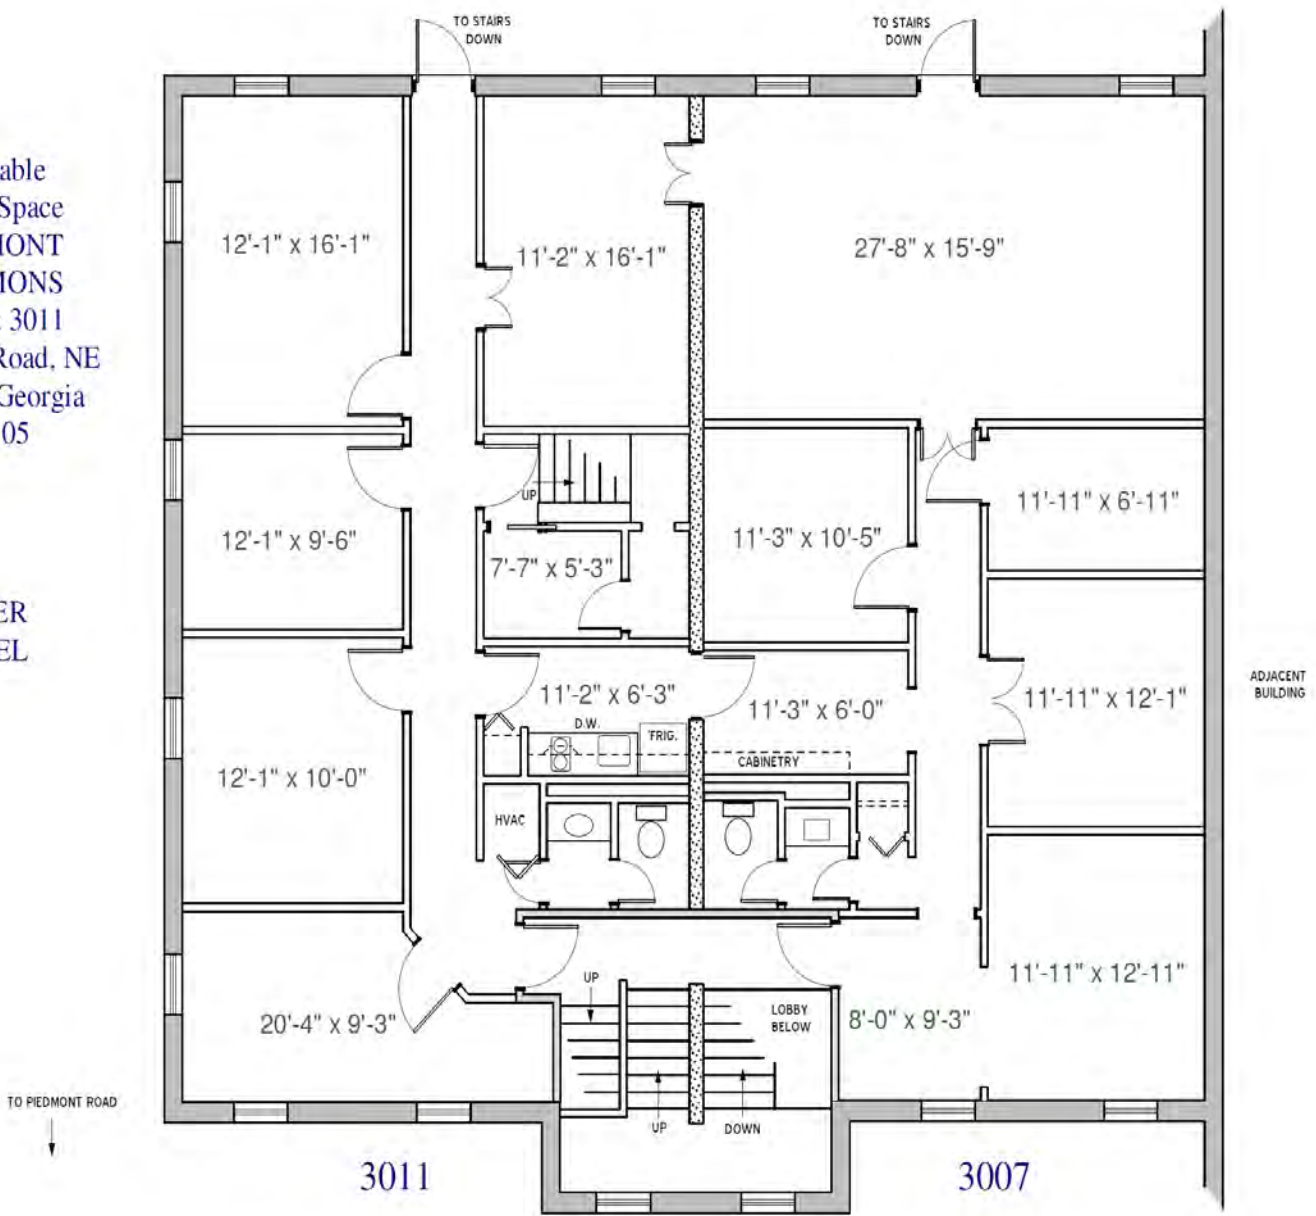 TO STAIRS
DOWN
TO STAIRS
DOWN
able
Space
MONT
MONS
3011
Road, NE
Georgia
05
ER
EL
12'-1" x 16'-1"
11'-2" x 16'-1"
27'-8" x 15'-9"
UP
11'-11" x 6'-11"
12'-1" x 9'-6"
7'-7" x 5'-3"
11'-3" x 10'-5"
11'-2" x 6'-3"
11'-3" x 6'-0"
11'-11" x 12'-1"
ADJACENT
BUILDING
D.W.
FRIG.
CABINETRY
12'-1" x 10'-0"
HVAC
11'-11" x 12'-11"
UP
LOBBY
BELOW
20'-4" x 9'-3"
8'-0" x 9'-3"
TO PIEDMONT ROAD
UP
DOWN
3011
3007